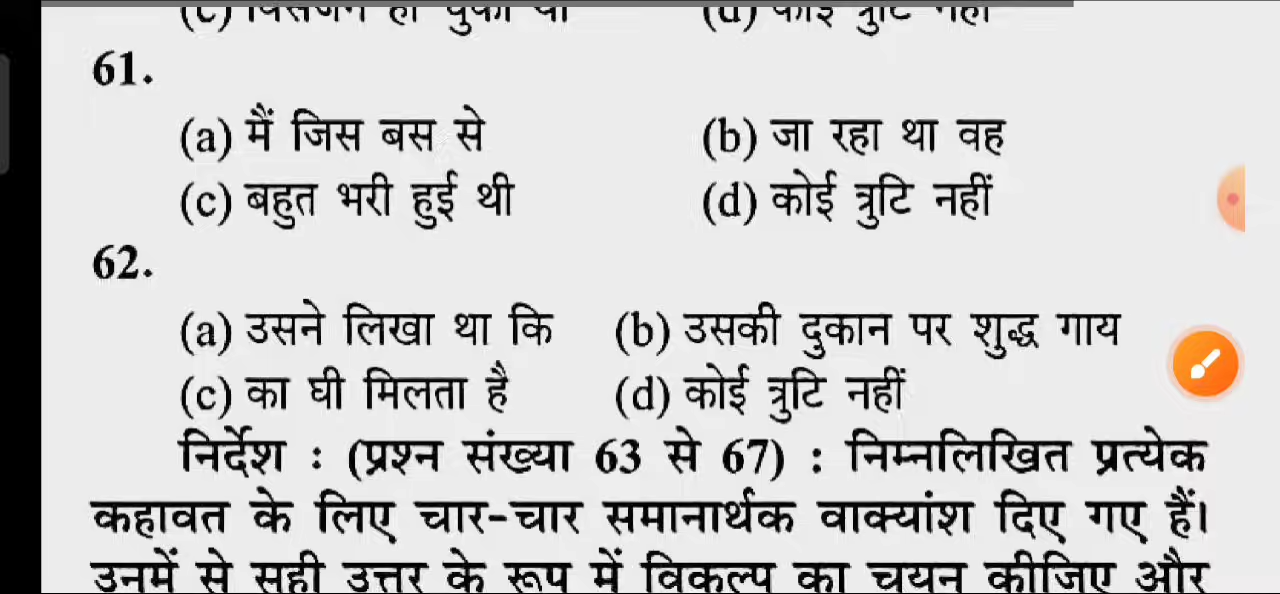 61.
(a) मैं जिस बस से (b) जा रहा था वह
(c) बहुत भरी हुई थी (d) कोई त्रुटि नहीं
62.
(a) उसने लिखा था कि (b) उसकी दुकान पर शुद्ध गाय
(c) का घी मिलता है (d) कोई त्रुटि नहीं
निर्देश : (प्रश्न संख्या 63 से 67) : निम्नलिखित प्रत्येक
कहावत के लिए चार-चार समानार्थक वाक्यांश दिए गए हैं।
उनमें से सही उत्तर के रूप में विकल्प का चयन कीजिए और